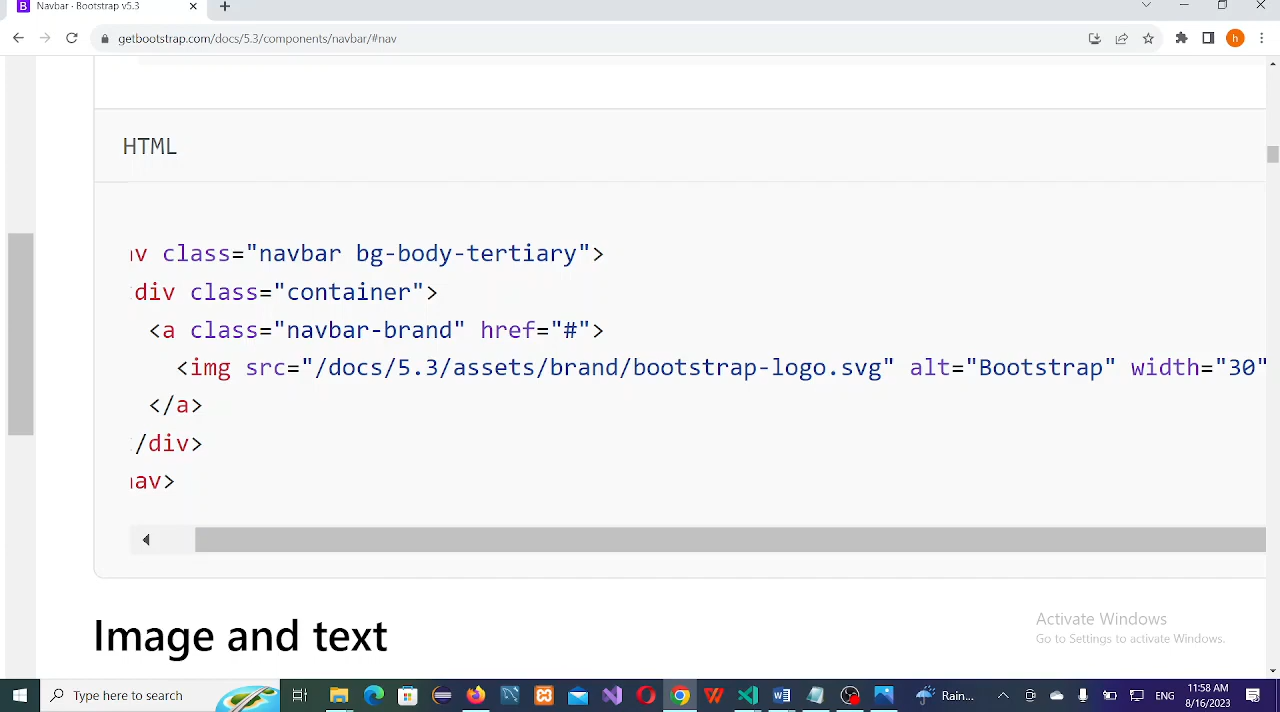 Navbar · Bootstrap v5.3
getbootstrap.com/docs/5.3/components/navbar/#nav
h
HTML
av class="navbar bg-body-tertiary">
div class="container">
<a class="navbar-brand" href="#">
<img src="/docs/5.3/assets/brand/bootstrap-logo.svg" alt="Bootstrap" width="30"
</a>
/div>
nav>
Image and text
Activate Windows
Go to Settings to activate Windows.
Type here to search
Rain...
ENG
11:58 AM
8/16/2023